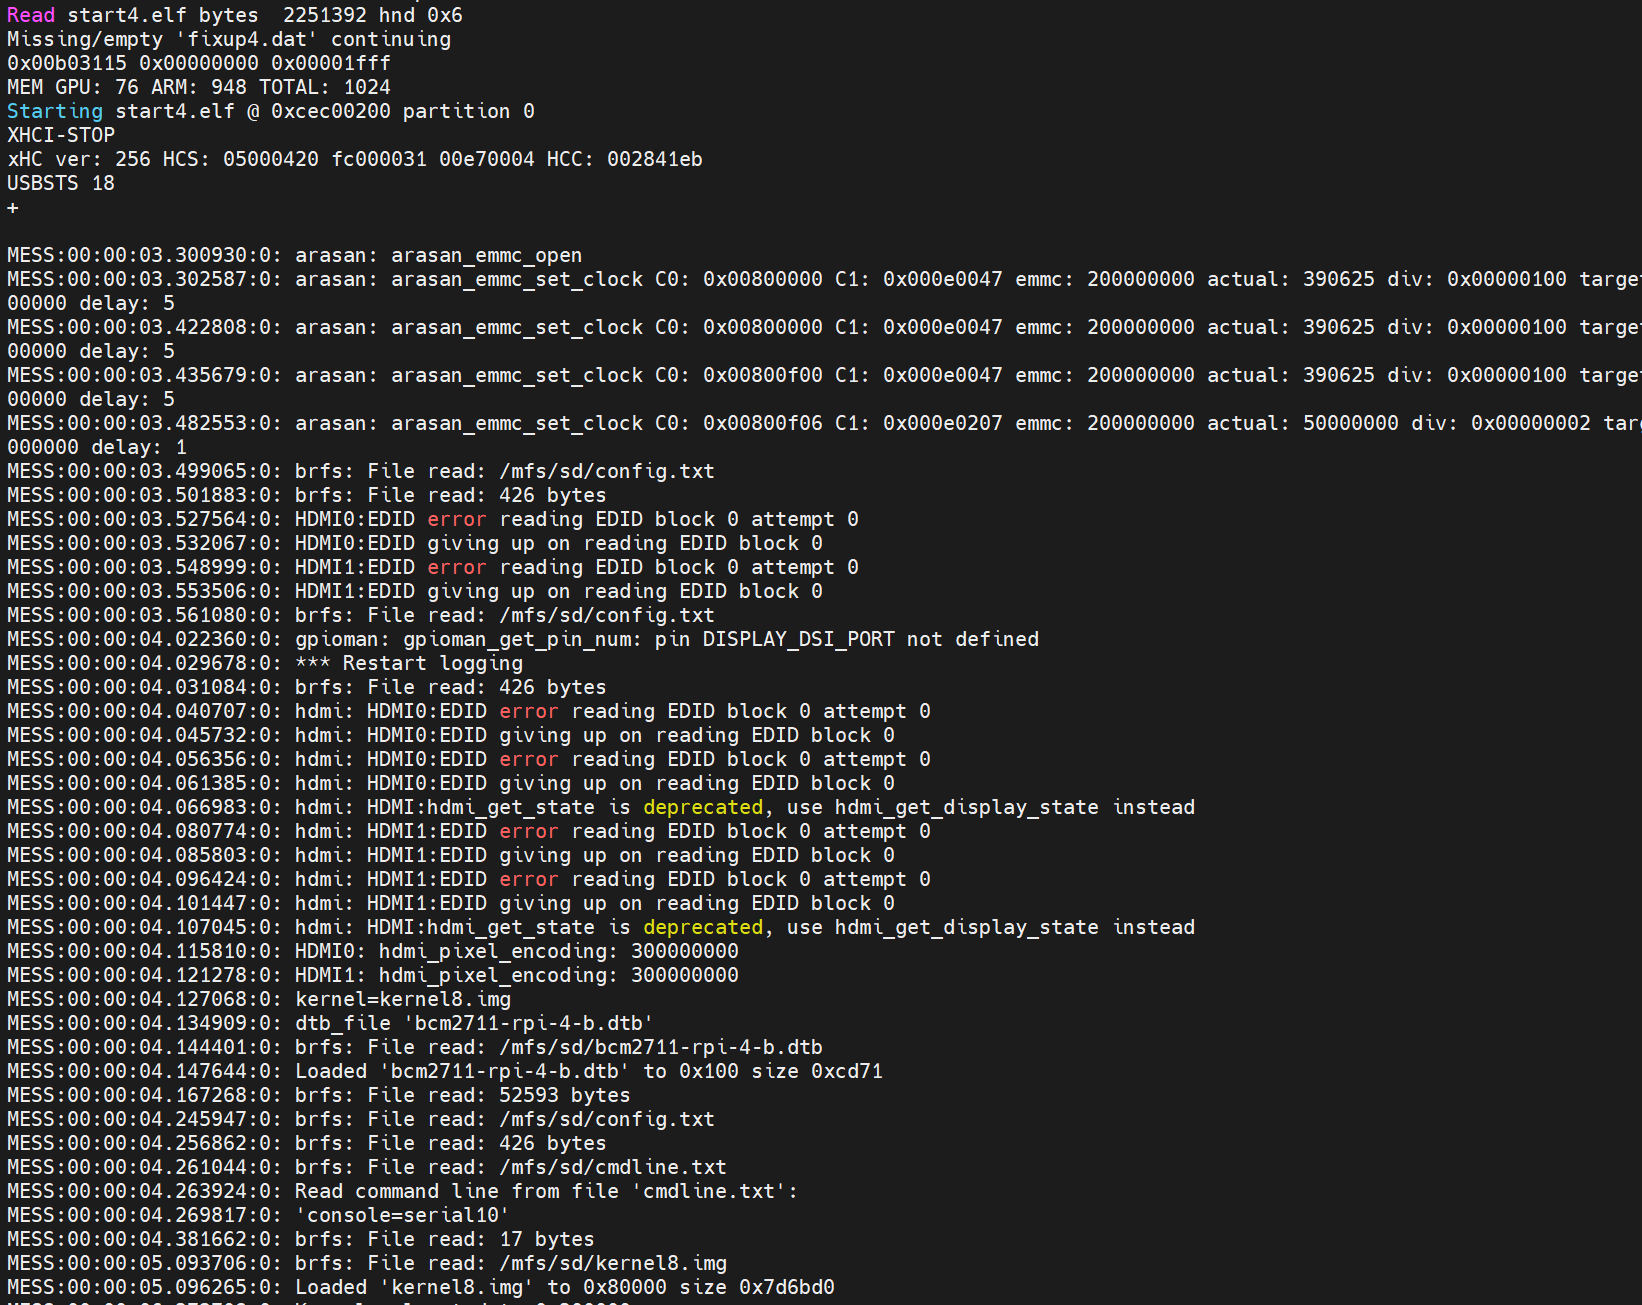 Read start4.elf bytes  2251392 hnd 0x6
Missing/empty 'fixup4.dat' continuing
0x00b03115 0x00000000 0x00001fff
MEM GPU: 76 ARM: 948 TOTAL: 1024
Starting start4.elf @ 0xcec00200 partition 0
XHCI-STOP
xHC ver: 256 HCS: 05000420 fc000031 00e70004 HCC: 002841eb
USBSTS 18
+
MESS:00:00:03.300930:0: arasan: arasan_emmc_open
MESS:00:00:03.302587:0: arasan: arasan_emmc_set_clock C0: 0x00800000 C1: 0x000e0047 emmc: 200000000 actual: 390625 div: 0x00000100 targe
00000 delay: 5
MESS:00:00:03.422808:0: arasan: arasan_emmc_set_clock C0: 0x00800000 C1: 0x000e0047 emmc: 200000000 actual: 390625 div: 0x00000100 targe
00000 delay: 5
MESS:00:00:03.435679:0: arasan: arasan_emmc_set_clock C0: 0x00800f00 C1: 0x000e0047 emmc: 200000000 actual: 390625 div: 0x00000100 targe
00000 delay: 5
MESS:00:00:03.482553:0: arasan: arasan_emmc_set_clock C0: 0x00800f06 C1: 0x000e0207 emmc: 200000000 actual: 50000000 div: 0x00000002 tar
000000 delay: 1
MESS:00:00:03.499065:0: brfs: File read: /mfs/sd/config.txt
MESS:00:00:03.501883:0: brfs: File read: 426 bytes
MESS:00:00:03.527564:0: HDMI0:EDID error reading EDID block 0 attempt 0
MESS:00:00:03.532067:0: HDMI0:EDID giving up on reading EDID block 0
MESS:00:00:03.548999:0: HDMI1:EDID error reading EDID block 0 attempt 0
MESS:00:00:03.553506:0: HDMI1:EDID giving up on reading EDID block 0
MESS:00:00:03.561080:0: brfs: File read: /mfs/sd/config.txt
MESS:00:00:04.022360:0: gpioman: gpioman_get_pin_num: pin DISPLAY_DSI_PORT not defined
MESS:00:00:04.029678:0: *** Restart logging
MESS:00:00:04.031084:0: brfs: File read: 426 bytes
MESS:00:00:04.040707:0: hdmi: HDMI0:EDID error reading EDID block 0 attempt 0
MESS:00:00:04.045732:0: hdmi: HDMI0:EDID giving up on reading EDID block 0
MESS:00:00:04.056356:0: hdmi: HDMI0:EDID error reading EDID block 0 attempt 0
MESS:00:00:04.061385:0: hdmi: HDMI0:EDID giving up on reading EDID block 0
MESS:00:00:04.066983:0: hdmi: HDMI:hdmi_get_state is deprecated, use hdmi_get_display_state instead
MESS:00:00:04.080774:0: hdmi: HDMI1:EDID error reading EDID block 0 attempt 0
MESS:00:00:04.085803:0: hdmi: HDMI1:EDID giving up on reading EDID block 0
MESS:00:00:04.096424:0: hdmi: HDMI1:EDID error reading EDID block 0 attempt 0
MESS:00:00:04.101447:0: hdmi: HDMI1:EDID giving up on reading EDID block 0
MESS:00:00:04.107045:0: hdmi: HDMI:hdmi_get_state is deprecated, use hdmi_get_display_state instead
MESS:00:00:04.115810:0: HDMI0: hdmi_pixel_encoding: 300000000
MESS:00:00:04.121278:0: HDMI1: hdmi_pixel_encoding: 300000000
MESS:00:00:04.127068:0: kernel=kernel8.img
MESS:00:00:04.134909:0: dtb_file 'bcm2711-rpi-4-b.dtb'
MESS:00:00:04.144401:0: brfs: File read: /mfs/sd/bcm2711-rpi-4-b.dtb
MESS:00:00:04.147644:0: Loaded 'bcm2711-rpi-4-b.dtb' to 0x100 size 0xcd71
MESS:00:00:04.167268:0: brfs: File read: 52593 bytes
MESS:00:00:04.245947:0: brfs: File read: /mfs/sd/config.txt
MESS:00:00:04.256862:0: brfs: File read: 426 bytes
MESS:00:00:04.261044:0: brfs: File read: /mfs/sd/cmdline.txt
MESS:00:00:04.263924:0: Read command line from file 'cmdline.txt':
MESS:00:00:04.269817:0: 'console=serial10'
MESS:00:00:04.381662:0: brfs: File read: 17 bytes
MESS:00:00:05.093706:0: brfs: File read: /mfs/sd/kernel8.img
MESS:00:00:05.096265:0: Loaded 'kernel8.img' to 0x80000 size 0x7d6bd0